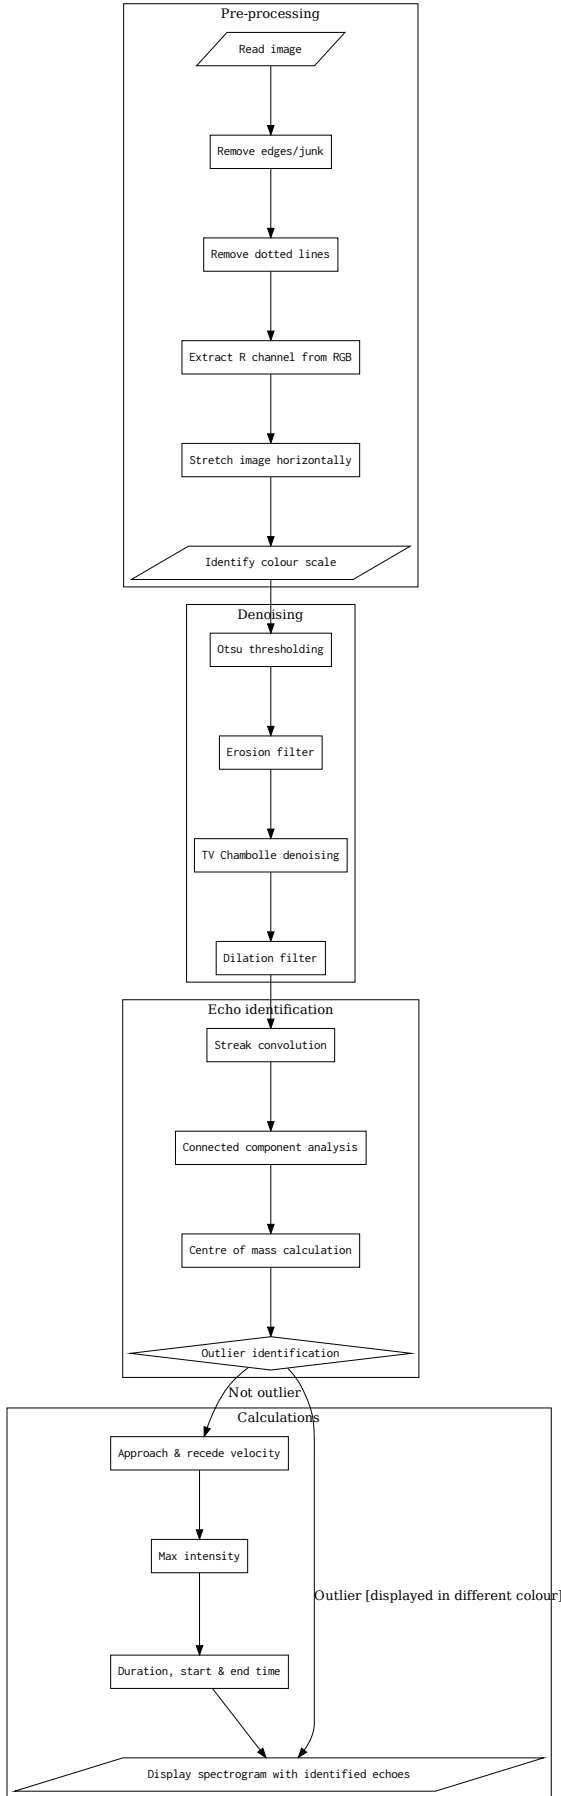 Pre-processing
Read image
Remove edges/junk
Remove dotted lines
Extract R channel from RGB
Stretch image horizontally
Identify colour scale
Denoising
Otsu thresholding
Erosion filter
TV Chambolle denoising
Dilation filter
Echo identification
Streak convolution
Connected component analysis
Centre of mass calculation
Outlier identification
Not outlier
Calculations
Approach & recede velocity
Max intensity
Outlier [displayed in different colour]
Duration, start & end time
Display spectrogram with identified echoes